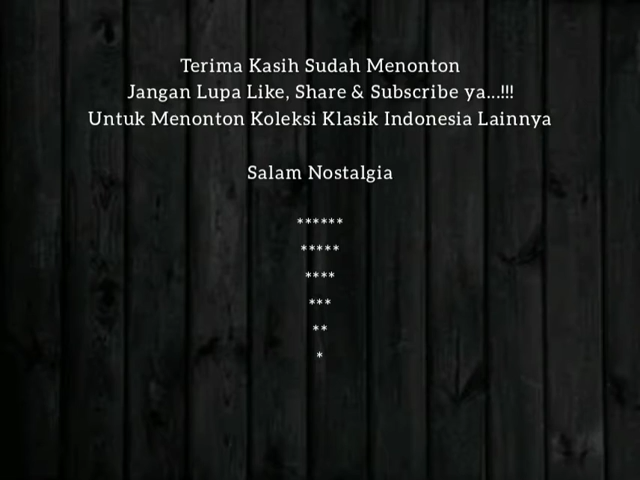 Terima Kasih Sudah Menonton
Jangan Lupa Like, Share & Subscribe ya...!!!
Untuk Menonton Koleksi Klasik Indonesia Lainnya
Salam Nostalgia
******
*****
****
***
**
*